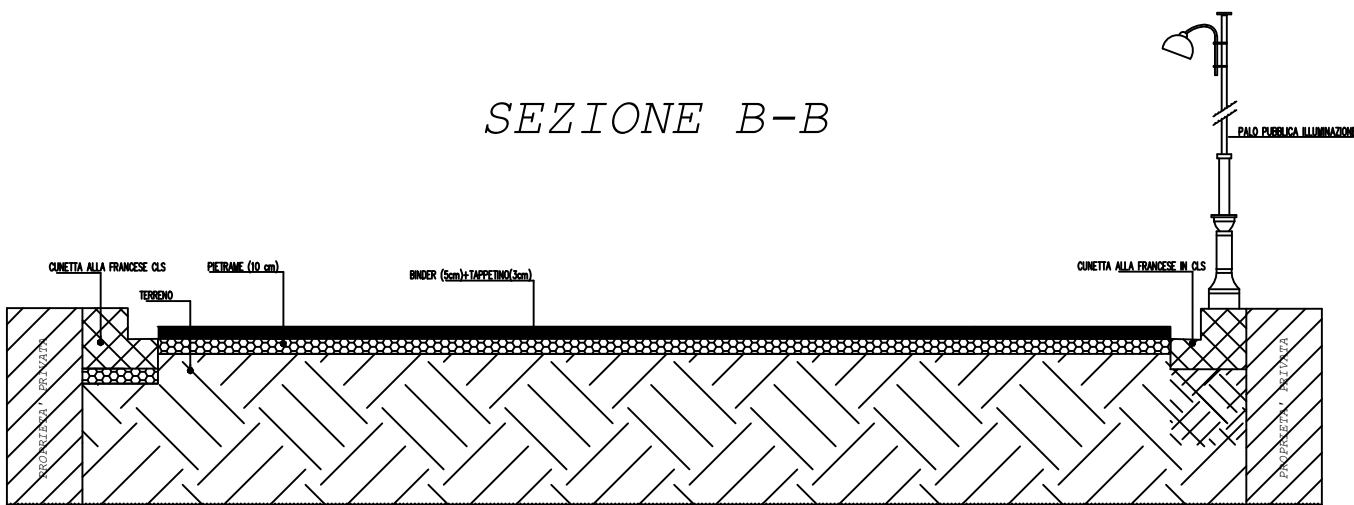 SEZIONE B-B
PALO PUBBLICA ILLUMINAZIONE
CUNETTA ALLA FRANCESE CLS
PIETRAME (10 cm)
BINDER (5cm)+TAPPETINO(3cm)
CUNETTA ALLA FRANCESE IN CLS
TERRENO
PROPRIETA' PRIVATA
PROPRIETA' PRIVATA